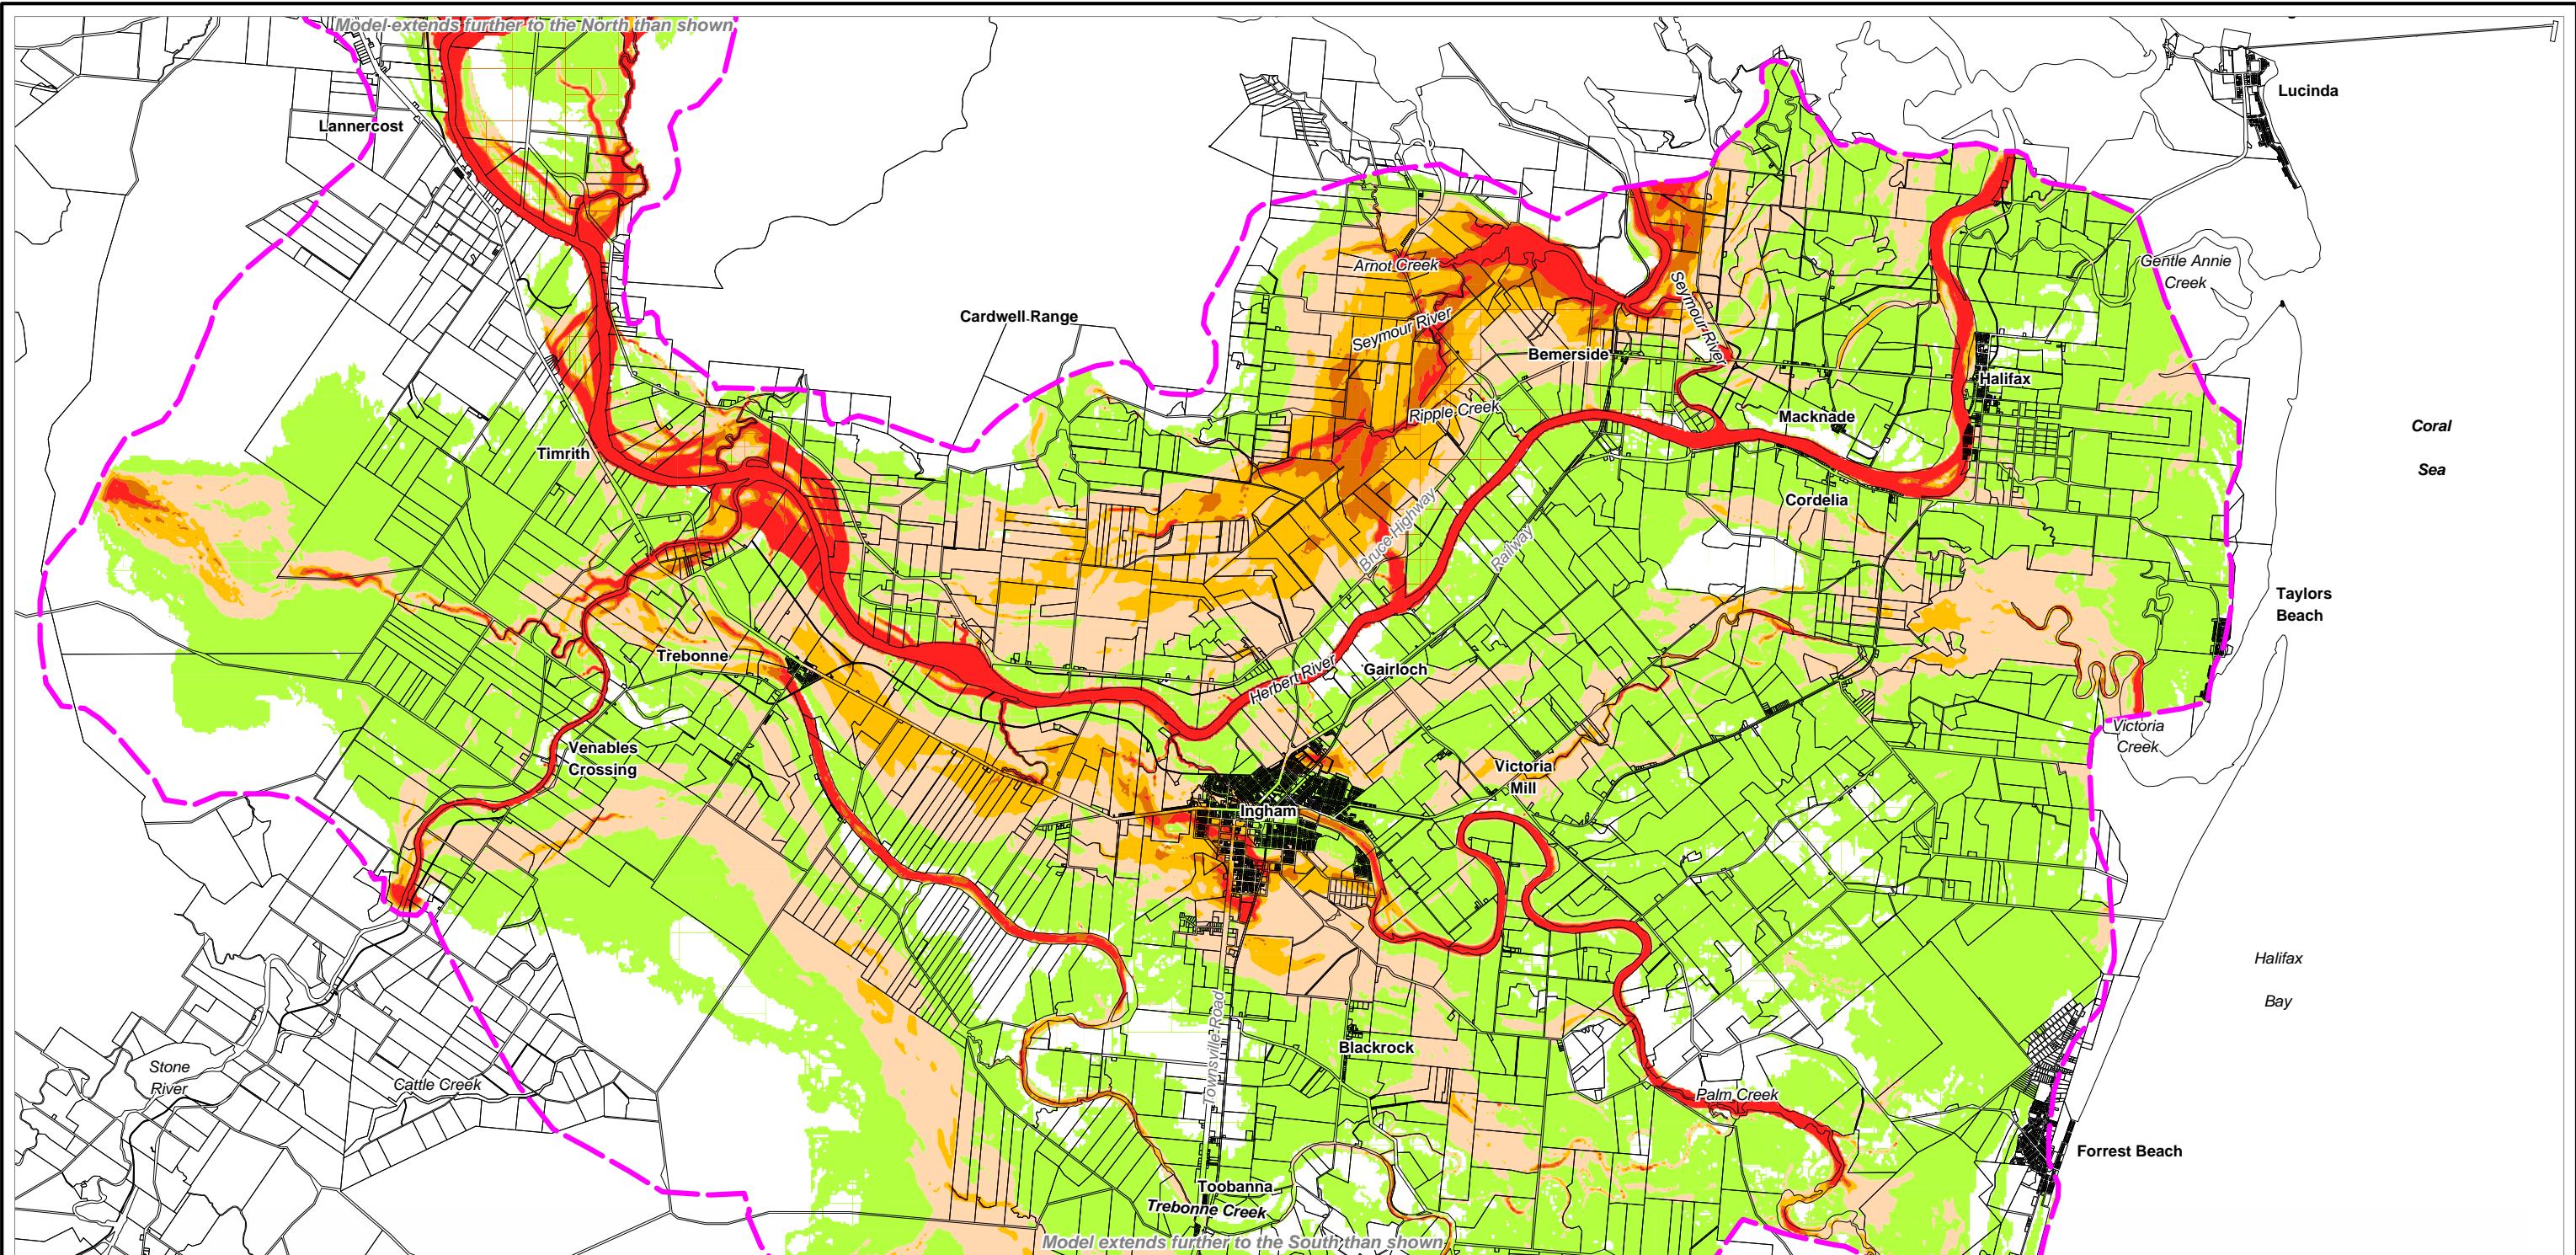 Model extends further to the North than shown
Lucinda
Lannercost
Gentle Annie
Creek
Arnot Creek
Seymour River
Cardwell Range
Seymour River
Bemerside
Halifax
Ripple Creek
Macknade
Coral
Sea
Timrith
Cordelia
Bruce Highway
Railway
Taylors
Beach
Trebonne
Gairloch
Herbert River
Victoria
Creek
Venables
Crossing
Victoria
Mill
Ingham
Halifax
Bay
Townsville Road
Blackrock
Stone
River
Cattle Creek
Palm Creek
Forrest Beach
Toobanna
Trebonne Creek
Model extends further to the South than shown